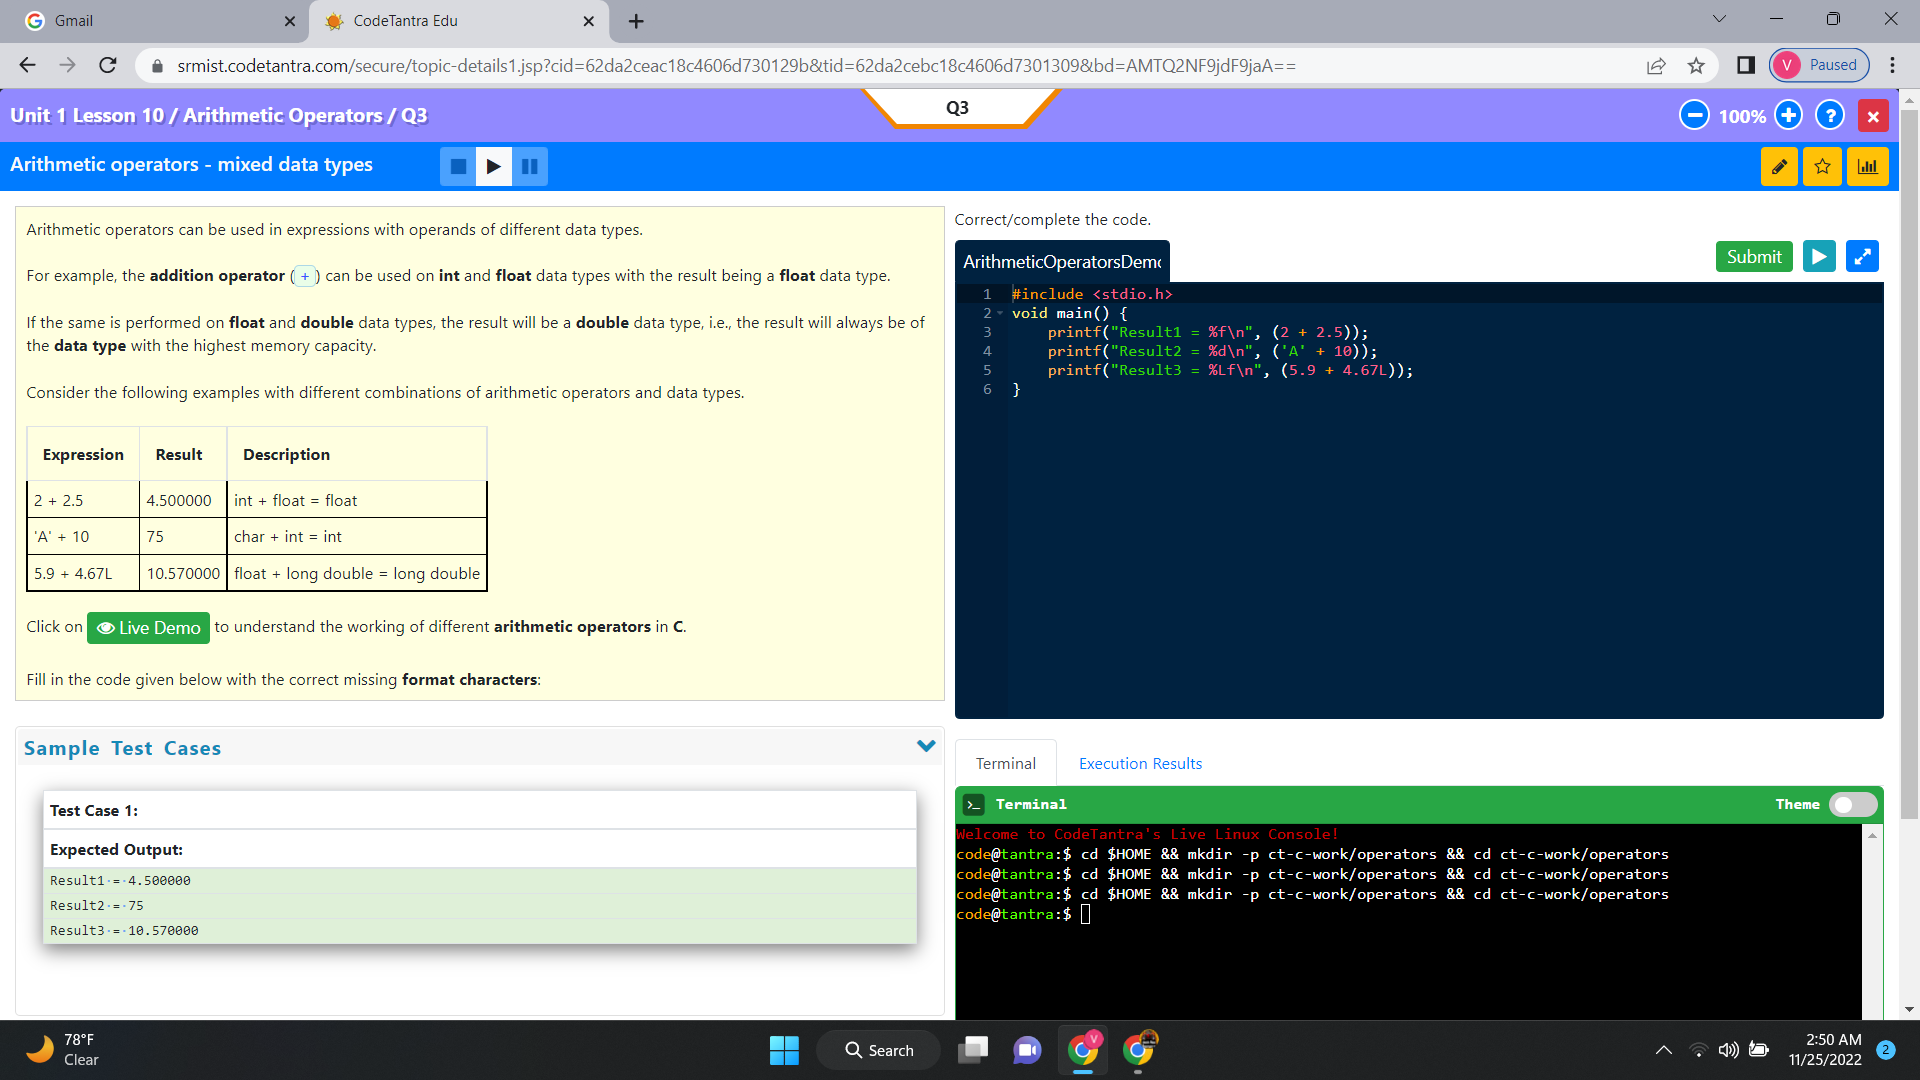 Gmail
CodeTantra Edu
srmist.codetantra.com/secure/topic-details1.jsp?cid=62da2ceac18c4606d730129b&tid=62da2cebc18c4606d7301309&bd=AMTQ2NF9jdF9jaA==
V Paused
Unit 1 Lesson 10 / Arithmetic Operators / Q3
Q3
100%
?
Arithmetic operators - mixed data types
Arithmetic operators can be used in expressions with operands of different data types.
For example, the addition operator (+) can be used on int and float data types with the result being a float data type.
If the same is performed on float and double data types, the result will be a double data type, i.e., the result will always be of
the data type with the highest memory capacity.
Consider the following examples with different combinations of arithmetic operators and data types.
Expression Result Description
2 + 2.5 4.500000 int + float = float
'A' + 10 75 char + int = int
5.9 + 4.67L 10.570000 float + long double = long double
Click on Live Demo to understand the working of different arithmetic operators in C.
Fill in the code given below with the correct missing format characters:
Sample Test Cases
Test Case 1:
Expected Output:
Result1·=·4.500000
Result2·=·75
Result3·=·10.570000
Correct/complete the code.
ArithmeticOperatorsDemo
Submit
1 #include <stdio.h>
2 void main() {
3 printf("Result1 = %f\n", (2 + 2.5));
4 printf("Result2 = %d\n", ('A' + 10));
5 printf("Result3 = %Lf\n", (5.9 + 4.67L));
6 }
Terminal
Execution Results
>_ Terminal
Theme
Welcome to CodeTantra's Live Linux Console!
code@tantra:$ cd $HOME && mkdir -p ct-c-work/operators && cd ct-c-work/operators
code@tantra:$ cd $HOME && mkdir -p ct-c-work/operators && cd ct-c-work/operators
code@tantra:$ cd $HOME && mkdir -p ct-c-work/operators && cd ct-c-work/operators
code@tantra:$
78°F
Clear
Search
V
2:50 AM
11/25/2022
2